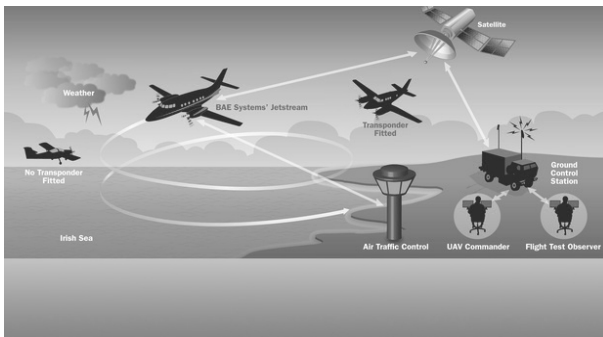 Satellite
Weather
BAE Systems' Jetstream
Transponder
Fitted
No Transponder
Fitted
Ground
Control
Station
Irish Sea
Air Traffic Control
UAV Commander
Flight Test Observer